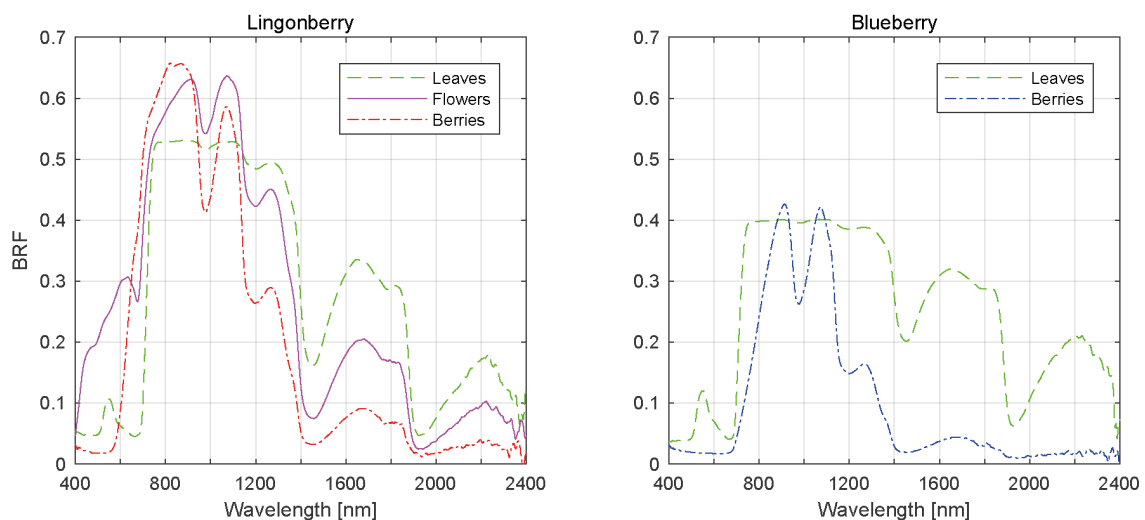 Lingonberry
0.7
0.6
0.5
0.4
0.3
0.2
0.1
0
BRF
400 800 1200 1600 2000 2400
Wavelength [nm]
Leaves
Flowers
Berries
Blueberry
0.7
0.6
0.5
0.4
0.3
0.2
0.1
0
400 800 1200 1600 2000 2400
Wavelength [nm]
Leaves
Berries